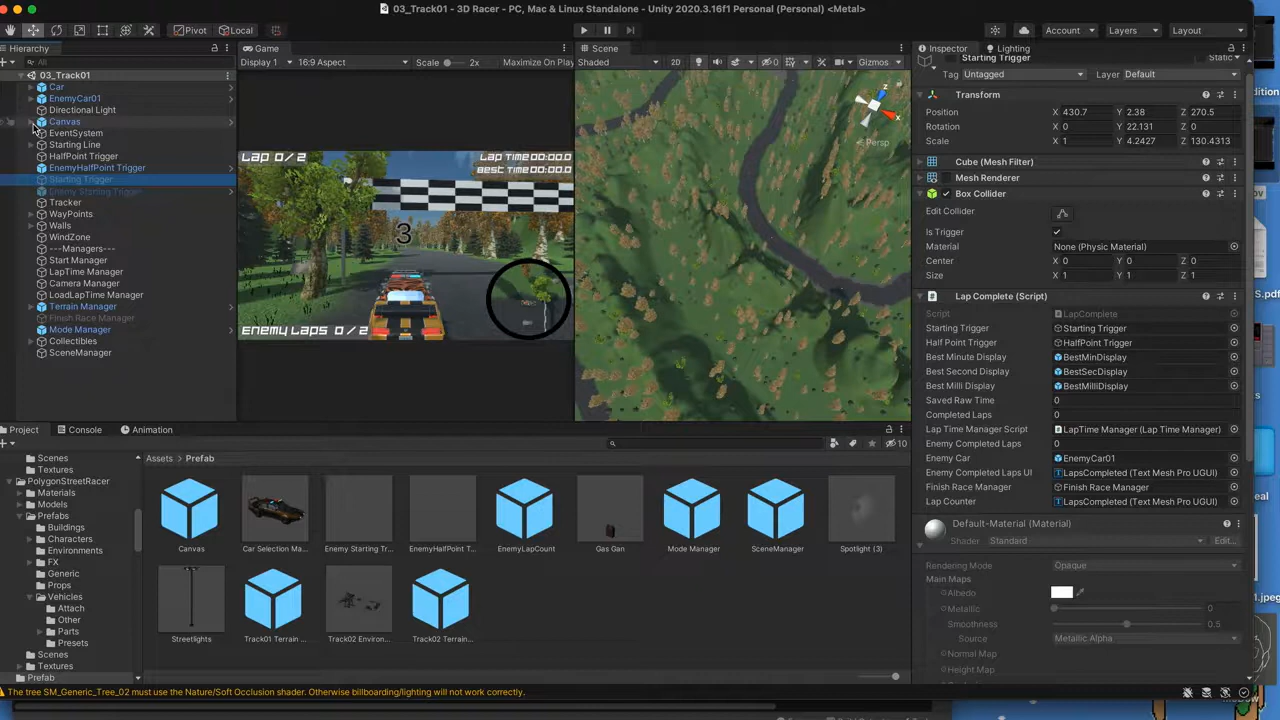 03_Track01 - 3D Racer - PC, Mac & Linux Standalone - Unity 2020.3.16f1 Personal (Personal) <Metal>
Pivot Local Account Layers Layout
Hierarchy
All
03_Track01
Car
EnemyCar01
Directional Light
Canvas
EventSystem
Starting Line
HalfPoint Trigger
EnemyHalfPoint Trigger
Starting Trigger
Enemy Starting Trigger
Tracker
WayPoints
Walls
WindZone
---Managers---
Start Manager
LapTime Manager
Camera Manager
LoadLapTime Manager
Terrain Manager
Finish Race Manager
Mode Manager
Collectibles
SceneManager
Game
Display 1 16:9 Aspect Scale 2x Maximize On Play
Lap 0/2
Lap Time00:00.0
Best Time00:00.0
3
Enemy Laps 0/2
Scene
Shaded 2D 0 Gizmos
Persp
z
x
Inspector Lighting
Starting Trigger Static
Tag Untagged Layer Default
Transform
Position X 430.7 Y 2.38 Z 270.5
Rotation X 0 Y 22.131 Z 0
Scale X 1 Y 4.2427 Z 130.4313
Cube (Mesh Filter)
Mesh Renderer
Box Collider
Edit Collider
Is Trigger
Material None (Physic Material)
Center X 0 Y 0 Z 0
Size X 1 Y 1 Z 1
Lap Complete (Script)
Script LapComplete
Starting Trigger Starting Trigger
Half Point Trigger HalfPoint Trigger
Best Minute Display BestMinDisplay
Best Second Display BestSecDisplay
Best Milli Display BestMilliDisplay
Saved Raw Time 0
Completed Laps 0
Lap Time Manager Script LapTime Manager (Lap Time Manager)
Enemy Completed Laps 0
Enemy Car EnemyCar01
Enemy Completed Laps UI LapsCompleted (Text Mesh Pro UGUI)
Finish Race Manager Finish Race Manager
Lap Counter LapsCompleted (Text Mesh Pro UGUI)
Default-Material (Material)
Shader Standard Edit...
Rendering Mode Opaque
Main Maps
Albedo
Metallic 0
Smoothness 0.5
Source Metallic Alpha
Normal Map
Height Map
Project Console Animation
10
Scenes
Textures
PolygonStreetRacer
Materials
Models
Prefabs
Buildings
Characters
Environments
FX
Generic
Props
Vehicles
Attach
Other
Parts
Presets
Scenes
Textures
Prefab
Assets > Prefab
Canvas Car Selection Ma... Enemy Starting Tr... EnemyHalfPoint T... EnemyLapCount Gas Gan Mode Manager SceneManager Spotlight (3)
Streetlights Track01 Terrain ... Track02 Environ... Track02 Terrain...
The tree SM_Generic_Tree_02 must use the Nature/Soft Occlusion shader. Otherwise billboarding/lighting will not work correctly.
S.pdf
1.jpeg